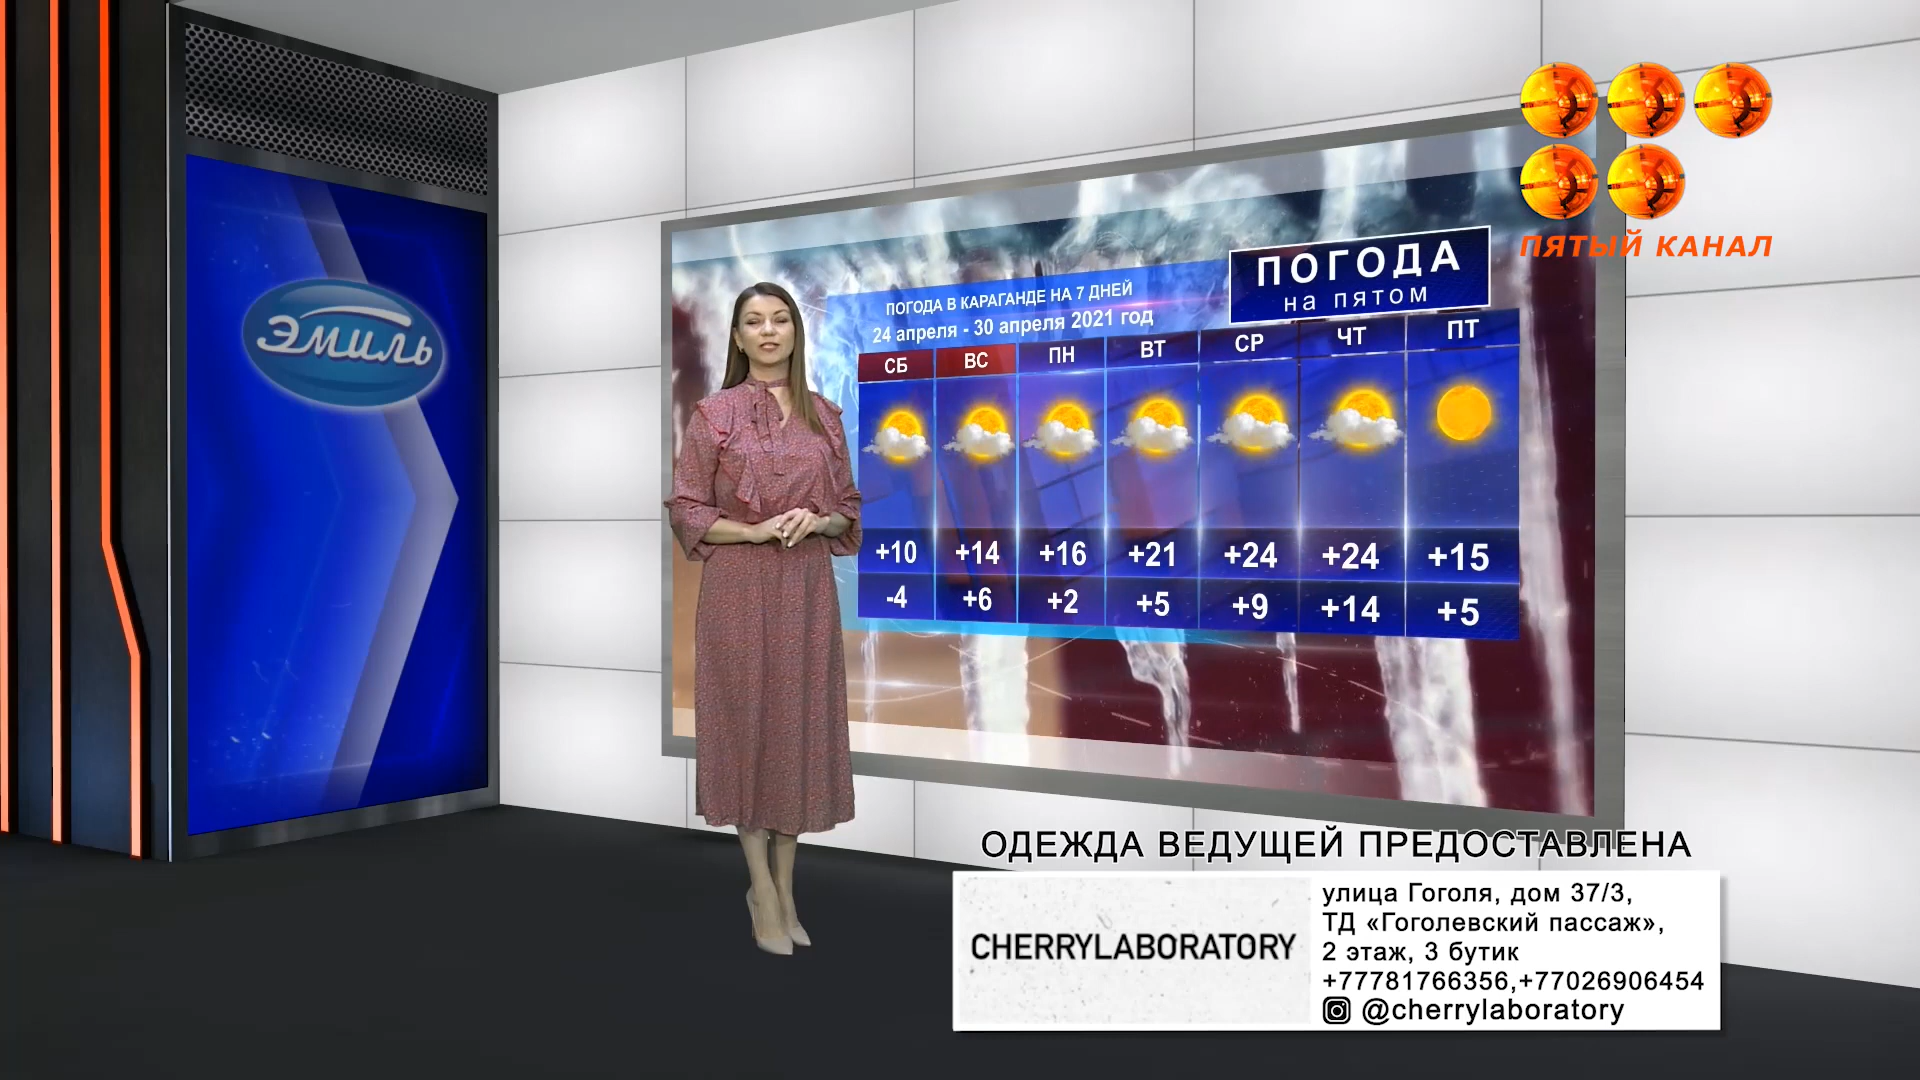 ЭМИЛЬ
ПЯТЫЙ КАНАЛ
ПОГОДА
на пятом
ПОГОДА В КАРАГАНДЕ НА 7 ДНЕЙ
24 апреля - 30 апреля 2021 год
СБ ВС ПН ВТ СР ЧТ ПТ
+10 +14 +16 +21 +24 +24 +15
-4 +6 +2 +5 +9 +14 +5
ОДЕЖДА ВЕДУЩЕЙ ПРЕДОСТАВЛЕНА
CHERRYLABORATORY
улица Гоголя, дом 37/3,
ТД «Гоголевский пассаж»,
2 этаж, 3 бутик
+77781766356,+77026906454
@cherrylaboratory